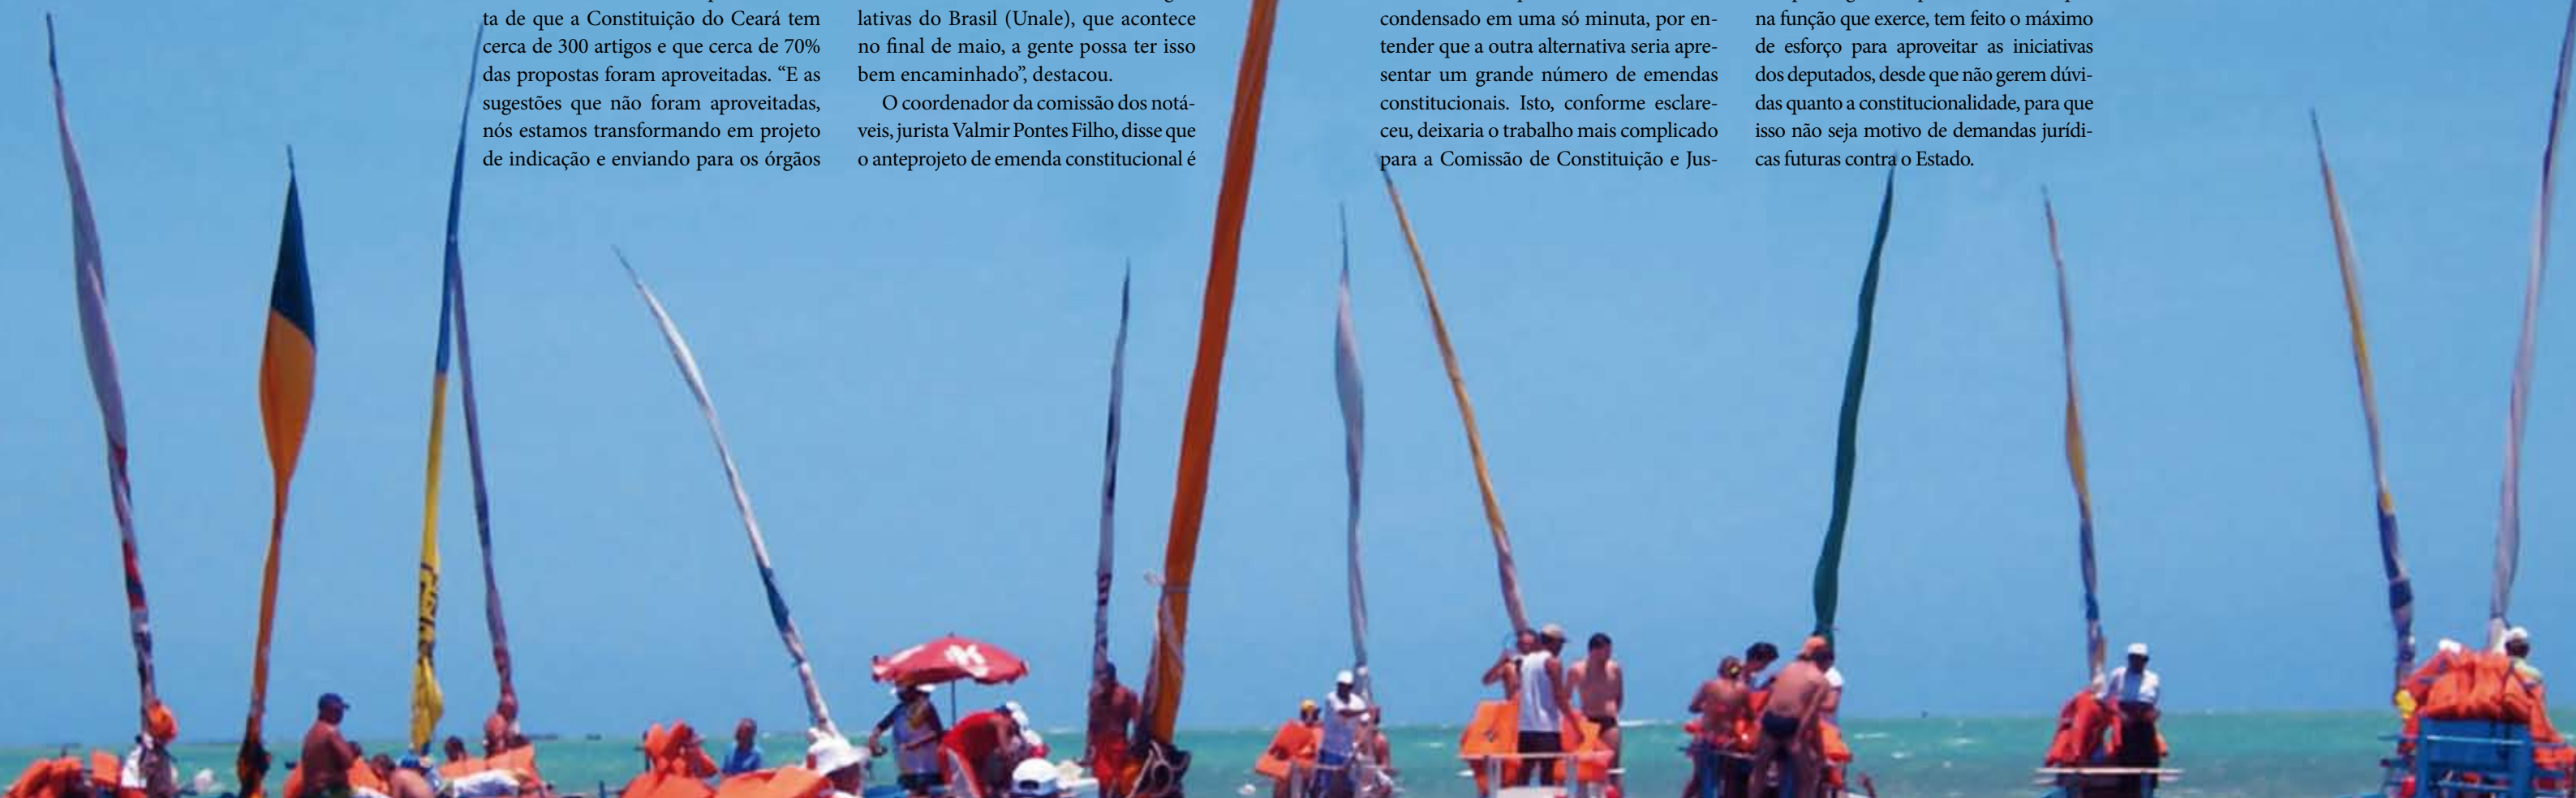 ta de que a Constituição do Ceará tem
cerca de 300 artigos e que cerca de 70%
das propostas foram aproveitadas. “E as
sugestões que não foram aproveitadas,
nós estamos transformando em projeto
de indicação e enviando para os órgãos
lativas do Brasil (Unale), que acontece
no final de maio, a gente possa ter isso
bem encaminhado”, destacou.
O coordenador da comissão dos notá-
veis, jurista Valmir Pontes Filho, disse que
o anteprojeto de emenda constitucional é
condensado em uma só minuta, por en-
tender que a outra alternativa seria apre-
sentar um grande número de emendas
constitucionais. Isto, conforme esclare-
ceu, deixaria o trabalho mais complicado
para a Comissão de Constituição e Jus-
na função que exerce, tem feito o máximo
de esforço para aproveitar as iniciativas
dos deputados, desde que não gerem dúvi-
das quanto a constitucionalidade, para que
isso não seja motivo de demandas jurídi-
cas futuras contra o Estado.